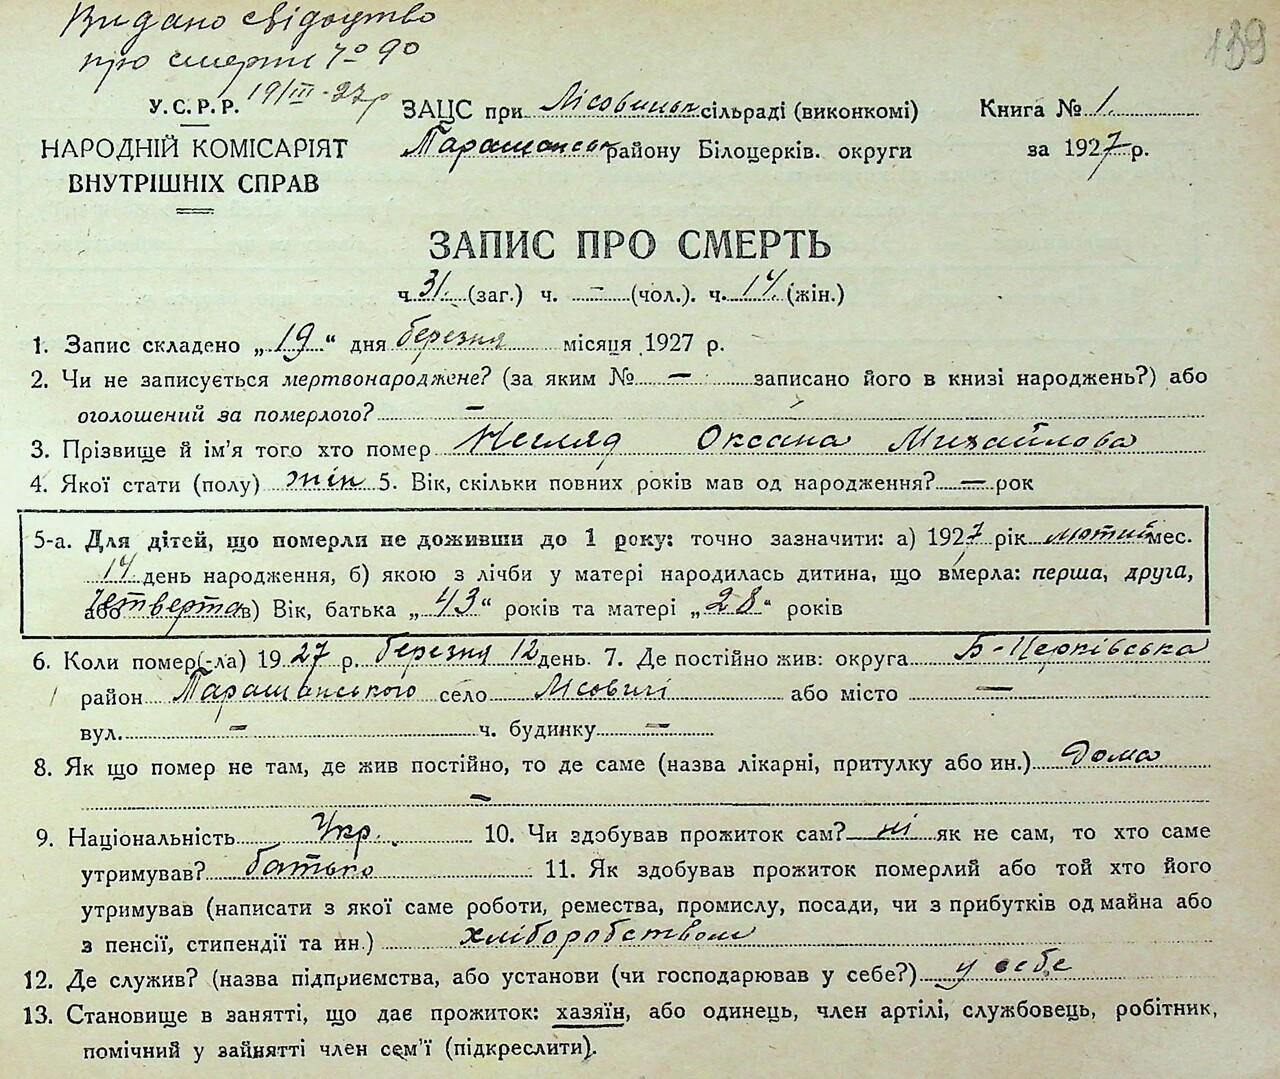 Видано свідоцтво
про смерть № 90
19/III-27р
139
У.С.Р.Р.
НАРОДНІЙ КОМІСАРІЯТ
ВНУТРІШНІХ СПРАВ
ЗАЦС при Лісовицьк сільраді (виконкомі)
Таращанськ району Білоцерків. округи
Книга № 1.
за 1927 р.
ЗАПИС ПРО СМЕРТЬ
ч 31. (заг.) ч. - (чол.). ч. 14 (жін.)
1. Запис складено „19“ дня березня місяця 1927 р.
2. Чи не записується мертвонароджене? (за яким № — записано його в книзі народжень?) або
оголошений за померлого? —
3. Прізвище й ім'я того хто помер Негляд Оксана Михайлова
4. Якої статі (полу) жін 5. Вік, скільки повних років мав од народження? — рок
5-а. Для дітей, що померли не доживши до 1 року: точно зазначити: а) 1927 рік лютий мес.
14 день народження, б) якою з лічби у матері народилась дитина, що вмерла: перша, друга,
або четверта в) Вік, батька „43“ років та матері „28“ років
6. Коли помер(-ла) 1927 р. березня 12 день. 7. Де постійно жив: округа Б-Церківська
район Таращанського село Лісовичі або місто —
вул. — ч. будинку —
8. Як що помер не там, де жив постійно, то де саме (назва лікарні, притулку або ин.) Дома
—
9. Національність Укр. 10. Чи здобував прожиток сам? ні як не сам, то хто саме
утримував? батько 11. Як здобував прожиток померлий або той хто його
утримував (написати з якої саме роботи, ремества, промислу, посади, чи з прибутків од майна або
з пенсії, стипендії та ин.) хліборобством
12. Де служив? (назва підприємства, або установи (чи господарював у себе?) у себе
13. Становище в занятті, що дає прожиток: хазяїн, або одинець, член артілі, службовець, робітник,
помічний у зайнятті член сем'ї (підкреслити).